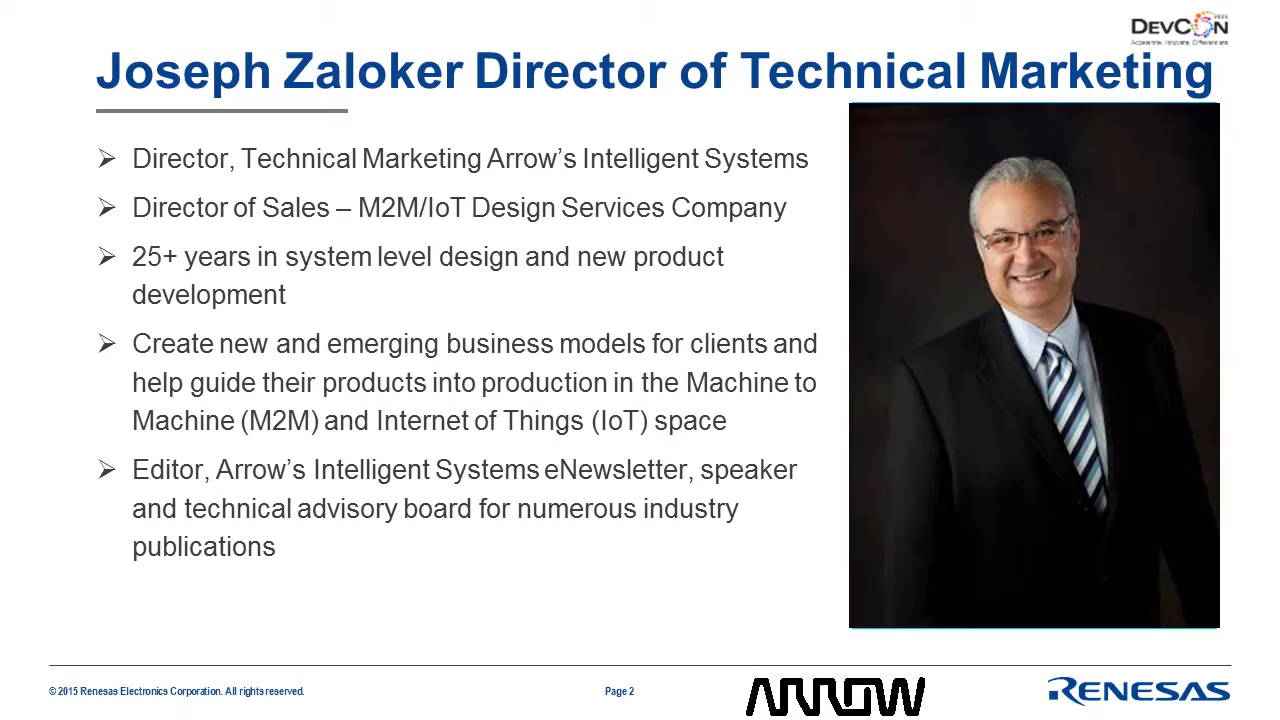 DEVCON
Joseph Zaloker Director of Technical Marketing
➢ Director, Technical Marketing Arrow’s Intelligent Systems
➢ Director of Sales – M2M/IoT Design Services Company
➢ 25+ years in system level design and new product
development
➢ Create new and emerging business models for clients and
help guide their products into production in the Machine to
Machine (M2M) and Internet of Things (IoT) space
➢ Editor, Arrow’s Intelligent Systems eNewsletter, speaker
and technical advisory board for numerous industry
publications
© 2015 Renesas Electronics Corporation. All rights reserved.
Page 2
ARROW
RENESAS